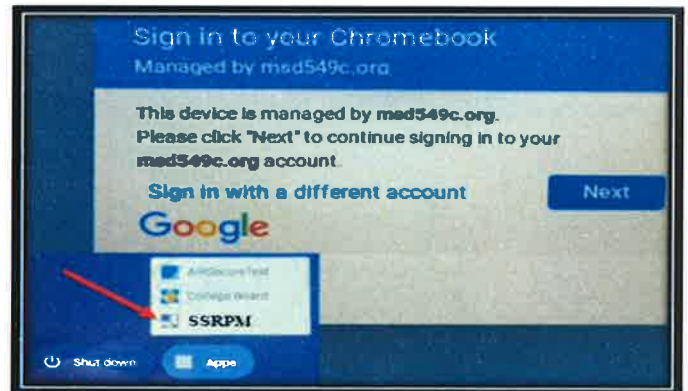 Sign in to your Chromebook
Managed by msd549c.org
This device is managed by msd549c.org.
Please click "Next" to continue signing in to your
msd549c.org account.
Sign in with a different account
Next
Google
AIRSecureTest
College Board
SSRPM
Shut down
Apps